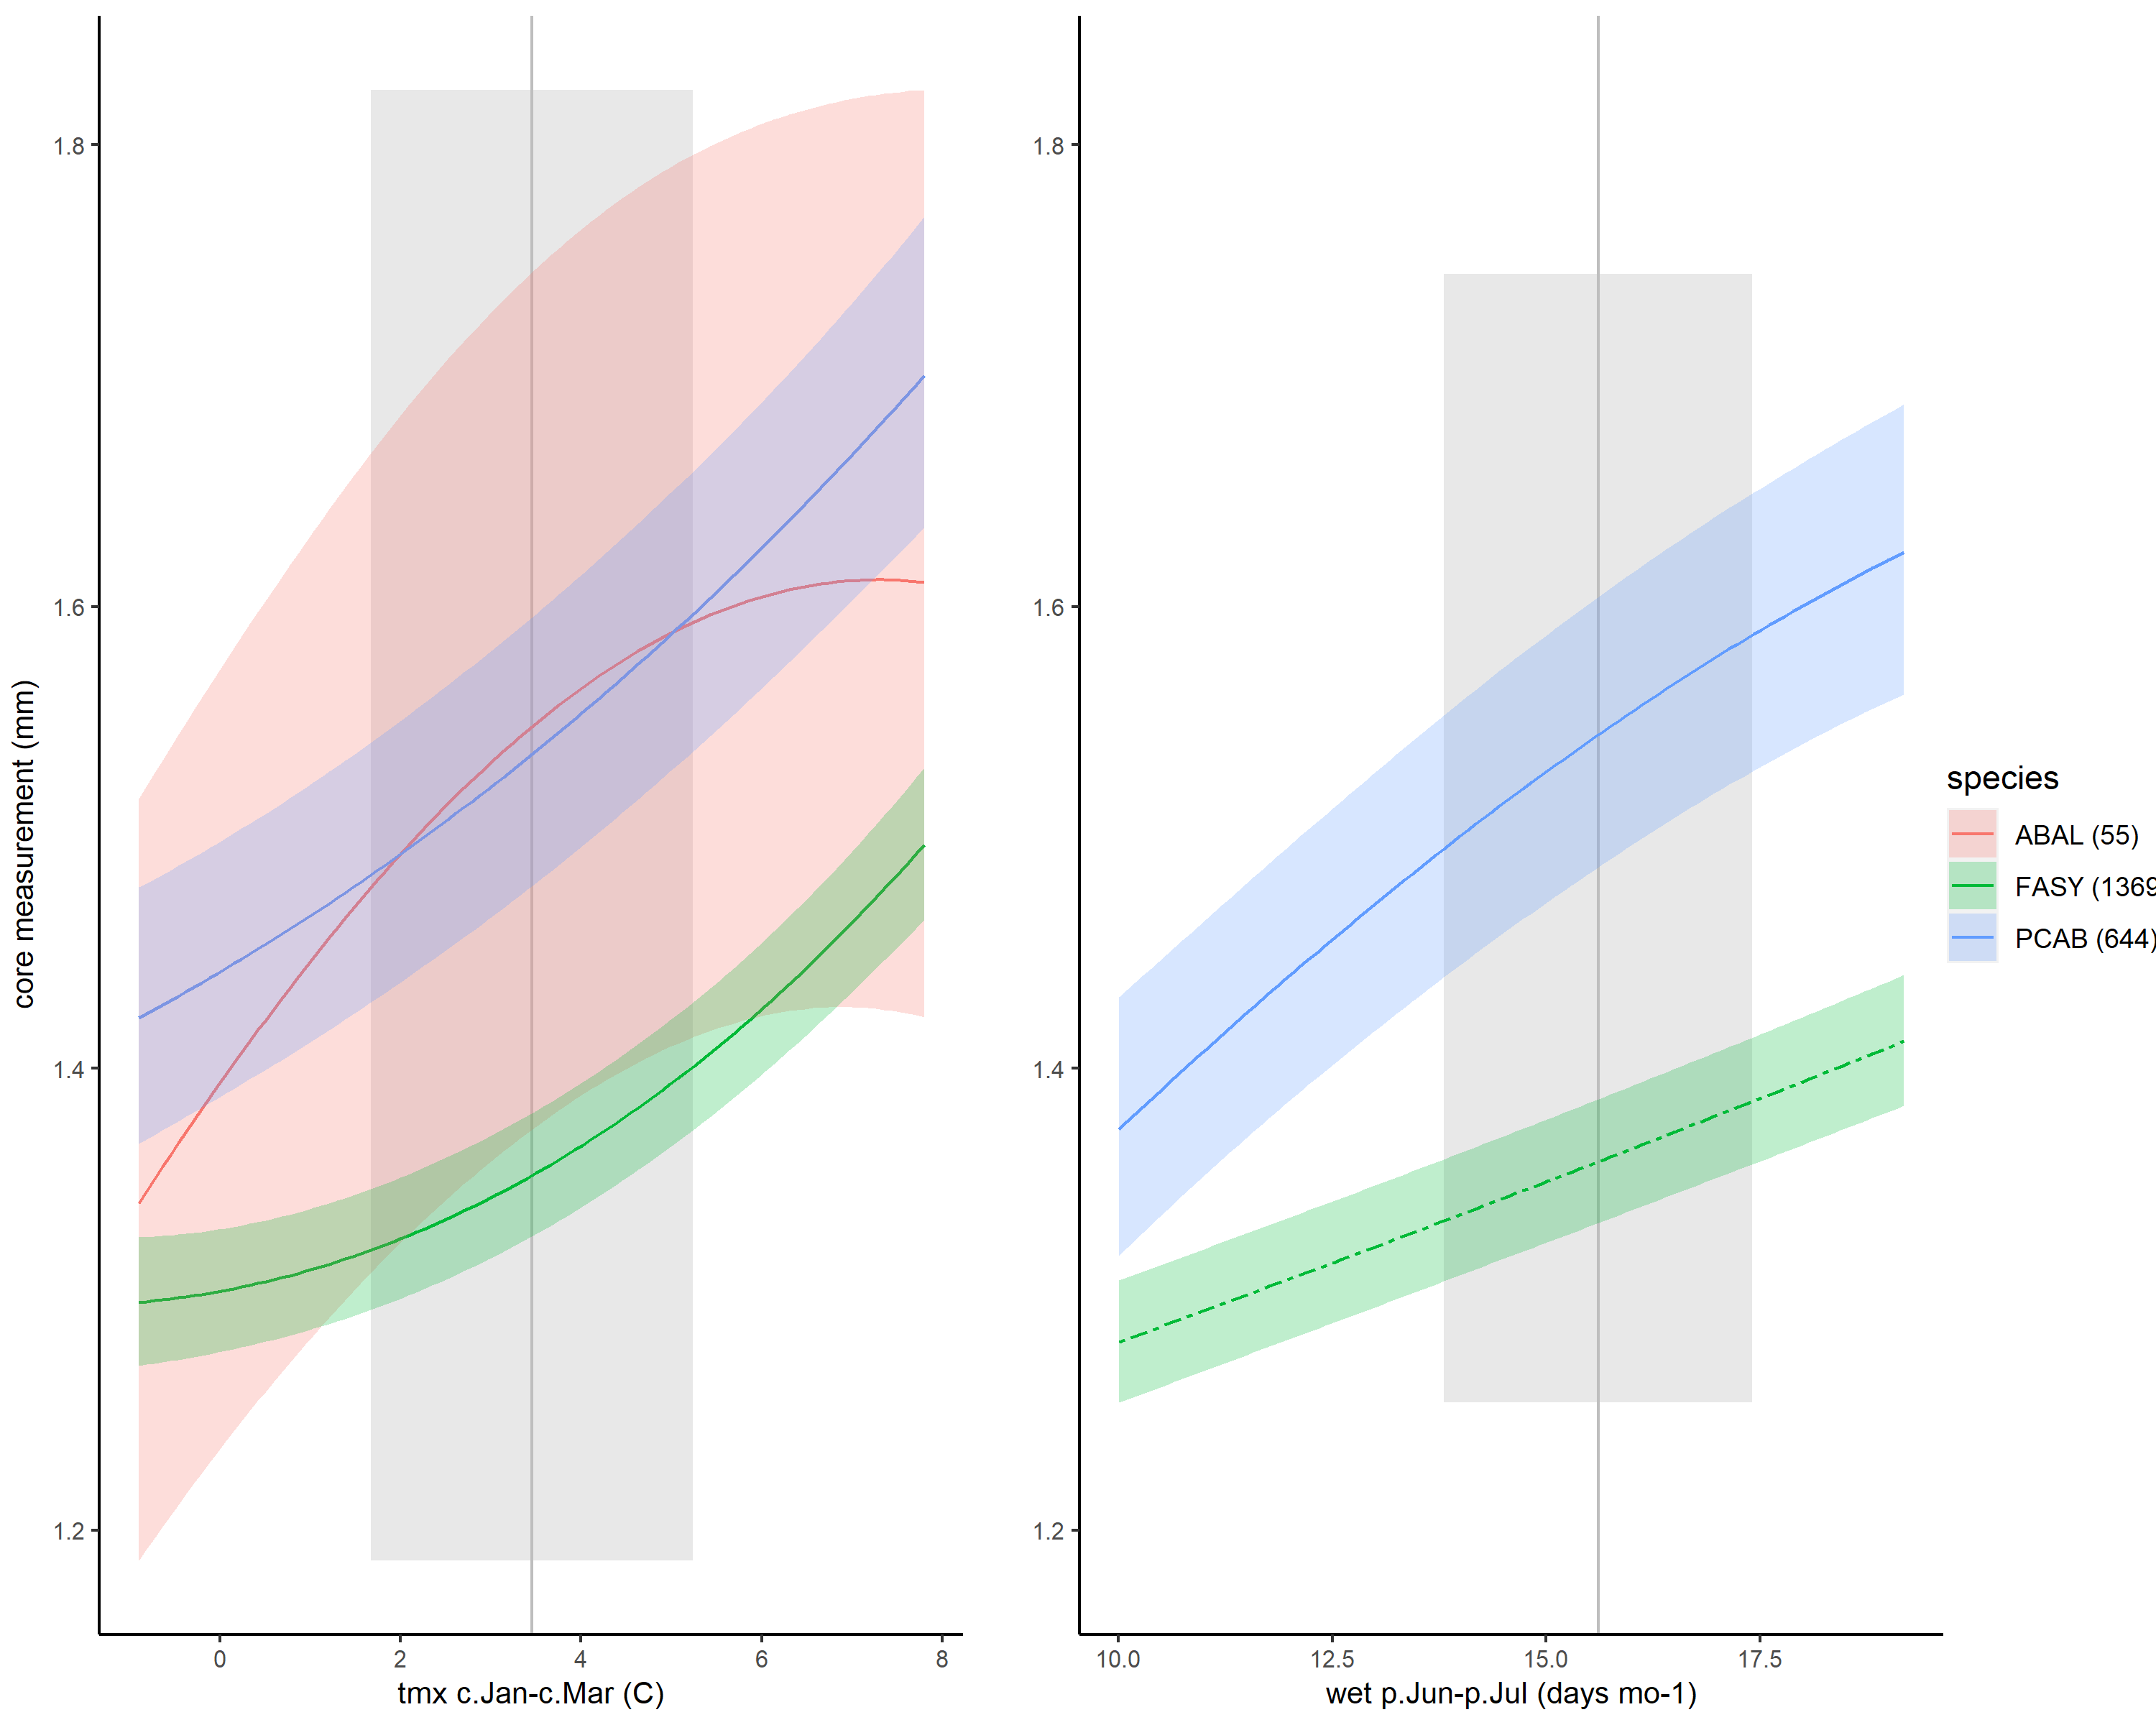 core measurement (mm)
1.8
1.6
1.4
1.2
0 2 4 6 8
tmx c.Jan-c.Mar (C)
1.8
1.6
1.4
1.2
10.0 12.5 15.0 17.5
wet p.Jun-p.Jul (days mo-1)
species
ABAL (55)
FASY (1369
PCAB (644)